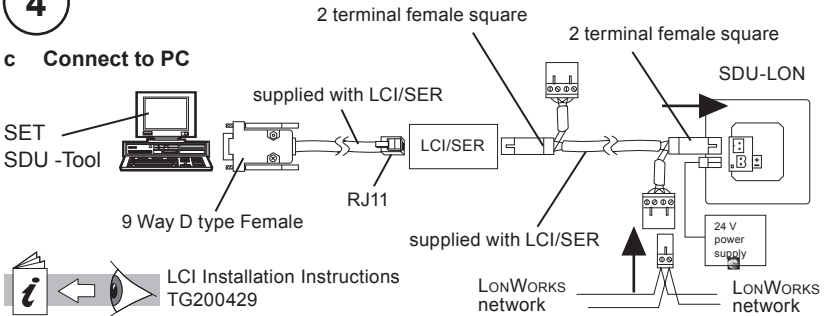 4
c Connect to PC
2 terminal female square
2 terminal female square
SDU-LON
supplied with LCI/SER
SET
SDU -Tool
LCI/SER
RJ11
9 Way D type Female
supplied with LCI/SER
24 V
power
supply
LONWORKS
network
LONWORKS
network
i
LCI Installation Instructions
TG200429